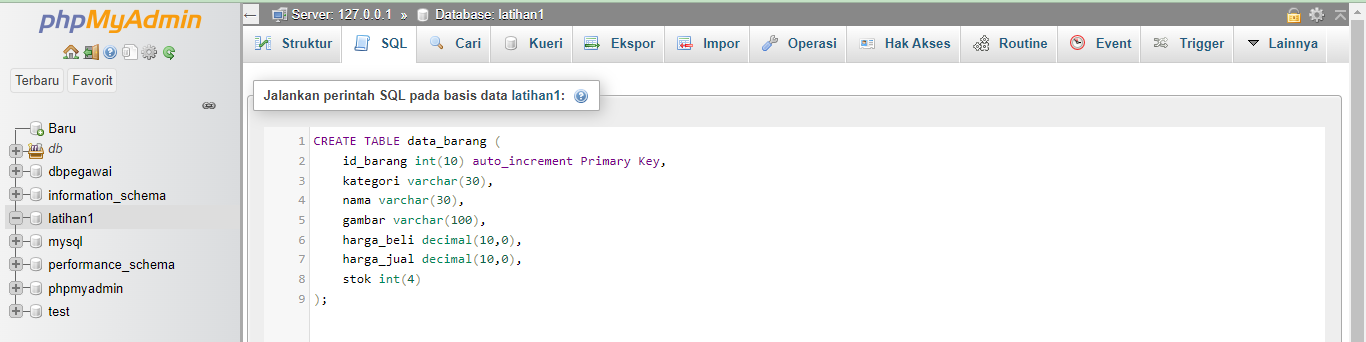 phpMyAdmin
Terbaru Favorit
Baru
db
dbpegawai
information_schema
latihan1
mysql
performance_schema
phpmyadmin
test
Server: 127.0.0.1 » Database: latihan1
Struktur SQL Cari Kueri Ekspor Impor Operasi Hak Akses Routine Event Trigger Lainnya
Jalankan perintah SQL pada basis data latihan1:
1 CREATE TABLE data_barang (
2 id_barang int(10) auto_increment Primary Key,
3 kategori varchar(30),
4 nama varchar(30),
5 gambar varchar(100),
6 harga_beli decimal(10,0),
7 harga_jual decimal(10,0),
8 stok int(4)
9 );